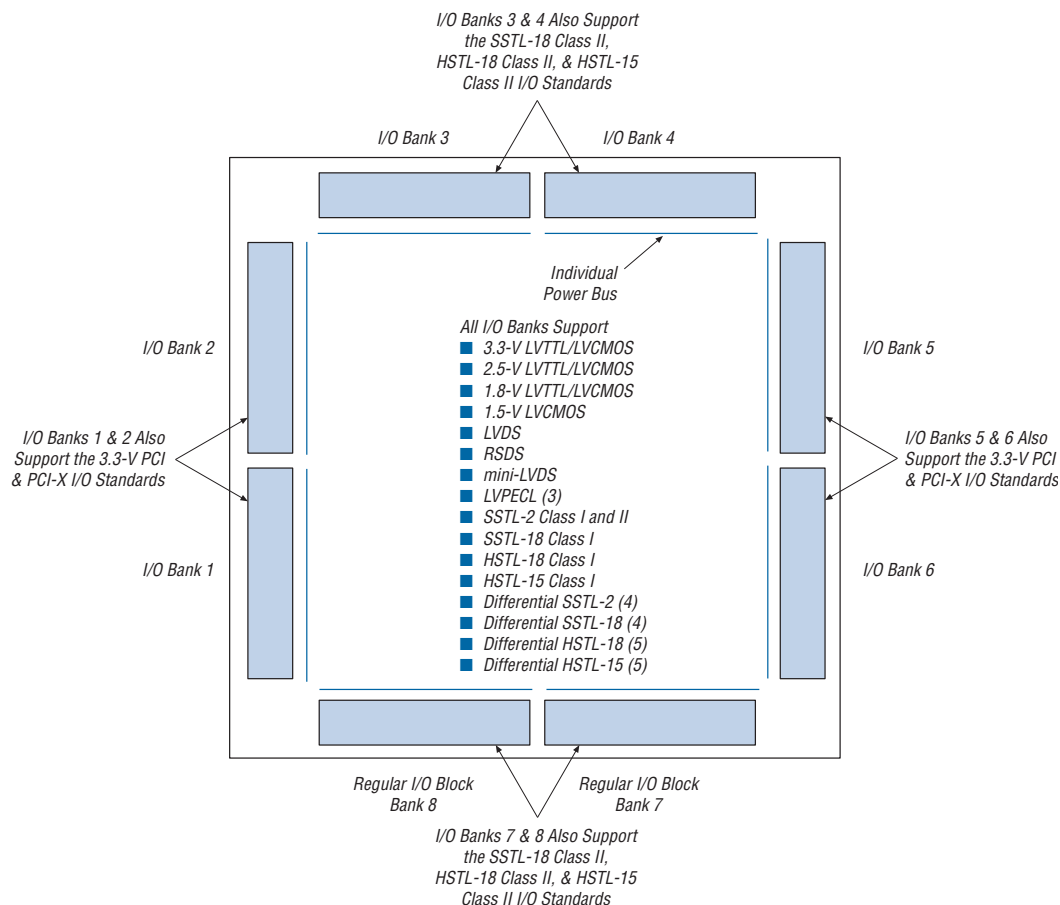 I/O Banks 3 & 4 Also Support
the SSTL-18 Class II,
HSTL-18 Class II, & HSTL-15
Class II I/O Standards
I/O Bank 3
I/O Bank 4
Individual
Power Bus
I/O Bank 2
I/O Bank 5
All I/O Banks Support
3.3-V LVTTL/LVCMOS
2.5-V LVTTL/LVCMOS
1.8-V LVTTL/LVCMOS
1.5-V LVCMOS
LVDS
RSDS
mini-LVDS
LVPECL (3)
SSTL-2 Class I and II
SSTL-18 Class I
HSTL-18 Class I
HSTL-15 Class I
Differential SSTL-2 (4)
Differential SSTL-18 (4)
Differential HSTL-18 (5)
Differential HSTL-15 (5)
I/O Banks 1 & 2 Also
Support the 3.3-V PCI
& PCI-X I/O Standards
I/O Banks 5 & 6 Also
Support the 3.3-V PCI
& PCI-X I/O Standards
I/O Bank 1
I/O Bank 6
Regular I/O Block
Bank 8
Regular I/O Block
Bank 7
I/O Banks 7 & 8 Also Support
the SSTL-18 Class II,
HSTL-18 Class II, & HSTL-15
Class II I/O Standards